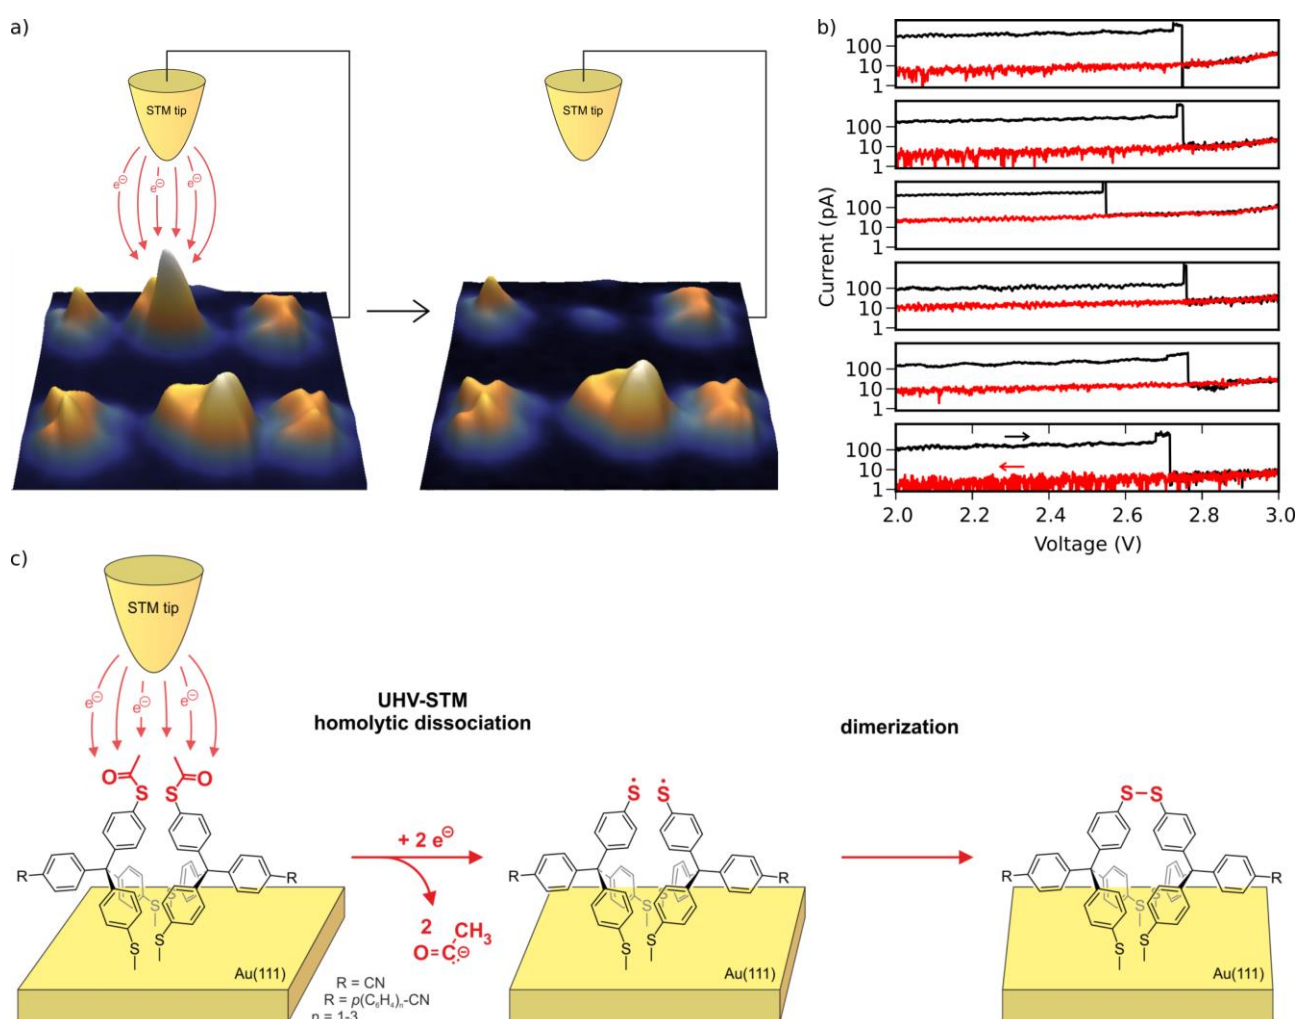 a)
STM tip
e⊖ e⊖ e⊖
STM tip
b)
100
10
1
100
10
1
100
10
1
100
10
1
100
10
1
100
10
1
Current (pA)
2.0 2.2 2.4 2.6 2.8 3.0
Voltage (V)
c)
STM tip
e⊖ e⊖ e⊖
UHV-STM
homolytic dissociation
dimerization
O O
S S
R R
S S
S S
Au(111)
+ 2 e⊖
2 O=C⊖ CH₃
R = CN
R = p(C₆H₄)ₙ-CN
n = 1-3
Ṡ Ṡ
R R
S S
S S
Au(111)
S–S
R R
S S
S S
Au(111)